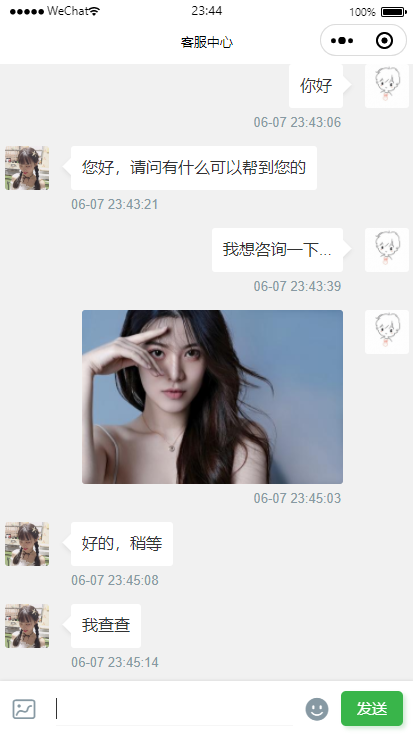 WeChat 23:44 100%
客服中心
你好
06-07 23:43:06
您好，请问有什么可以帮到您的
06-07 23:43:21
我想咨询一下...
06-07 23:43:39
06-07 23:45:03
好的，稍等
06-07 23:45:08
我查查
06-07 23:45:14
发送